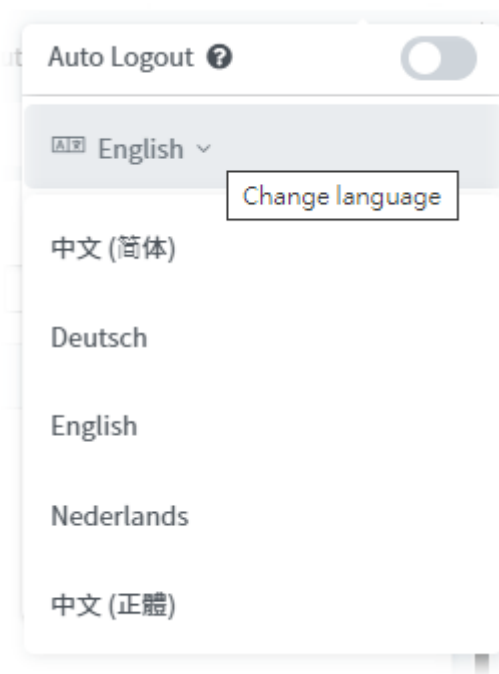 Auto Logout
English
Change language
中文 (简体)
Deutsch
English
Nederlands
中文 (正體)